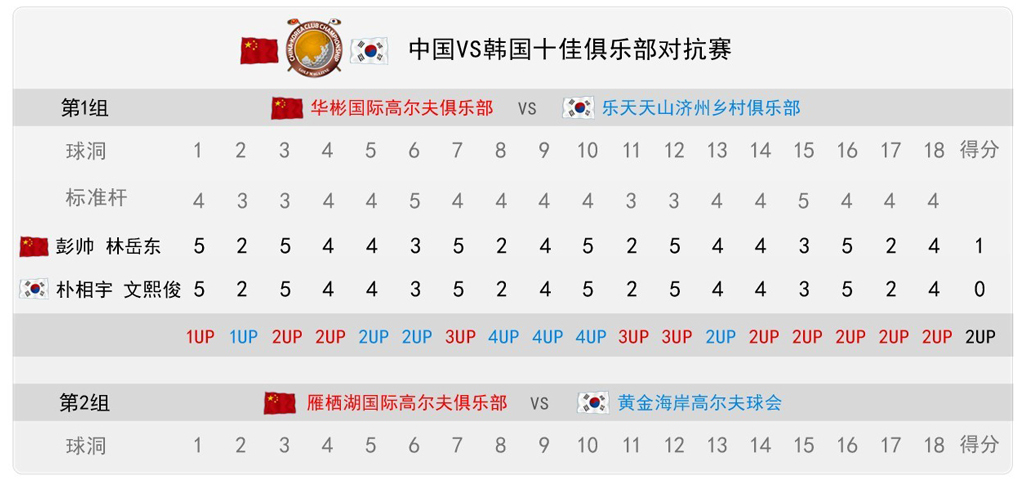 CHINA-KOREA CLUB CHAMPIONSHIP
GOLF MAGAZINE
中国VS韩国十佳俱乐部对抗赛
第1组 华彬国际高尔夫俱乐部 VS 乐天天山济州乡村俱乐部
球洞 1 2 3 4 5 6 7 8 9 10 11 12 13 14 15 16 17 18 得分
标准杆 4 3 3 4 4 5 4 4 4 4 3 3 4 4 5 4 4 4
彭帅 林岳东 5 2 5 4 4 3 5 2 4 5 2 5 4 4 3 5 2 4 1
朴相宇 文熙俊 5 2 5 4 4 3 5 2 4 5 2 5 4 4 3 5 2 4 0
1UP 1UP 2UP 2UP 2UP 2UP 3UP 4UP 4UP 4UP 3UP 3UP 2UP 2UP 2UP 2UP 2UP 2UP 2UP
第2组 雁栖湖国际高尔夫俱乐部 VS 黄金海岸高尔夫球会
球洞 1 2 3 4 5 6 7 8 9 10 11 12 13 14 15 16 17 18 得分